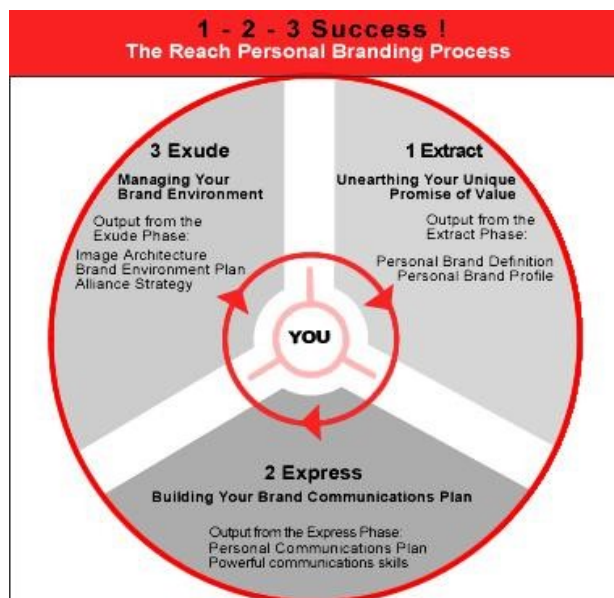 1 - 2 - 3 Success !
The Reach Personal Branding Process
1 Extract
Unearthing Your Unique
Promise of Value
Output from the
Extract Phase:
Personal Brand Definition
Personal Brand Profile
2 Express
Building Your Brand Communications Plan
Output from the Express Phase:
Personal Communications Plan
Powerful communications skills
3 Exude
Managing Your
Brand Environment
Output from the
Exude Phase:
Image Architecture
Brand Environment Plan
Alliance Strategy
YOU